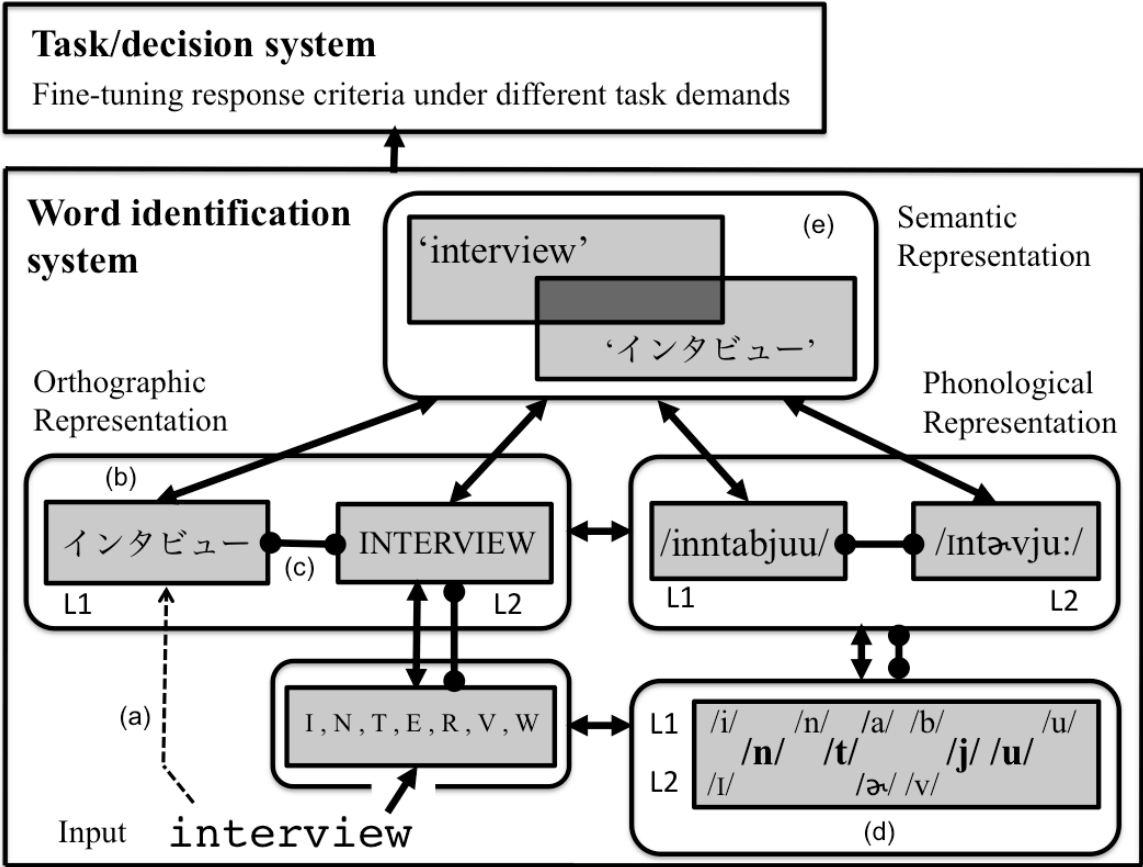 Task/decision system
Fine-tuning response criteria under different task demands
Word identification
system
(e)
‘interview’
‘インタビュー’
Semantic
Representation
Orthographic
Representation
Phonological
Representation
(b)
インタビュー
(c)
INTERVIEW
L1
L2
/inntabjuu/
/ɪntɚvju:/
L1
L2
(a)
I , N , T , E , R , V , W
L1
/i/ /n/ /a/ /b/ /u/
/n/ /t/ /j/ /u/
L2
/ɪ/ /ɚ/ /v/
(d)
Input
interview